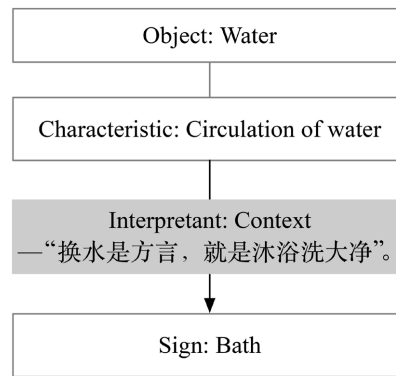 Object: Water
Characteristic: Circulation of water
Interpretant: Context
—“换水是方言，就是沐浴洗大净”。
Sign: Bath